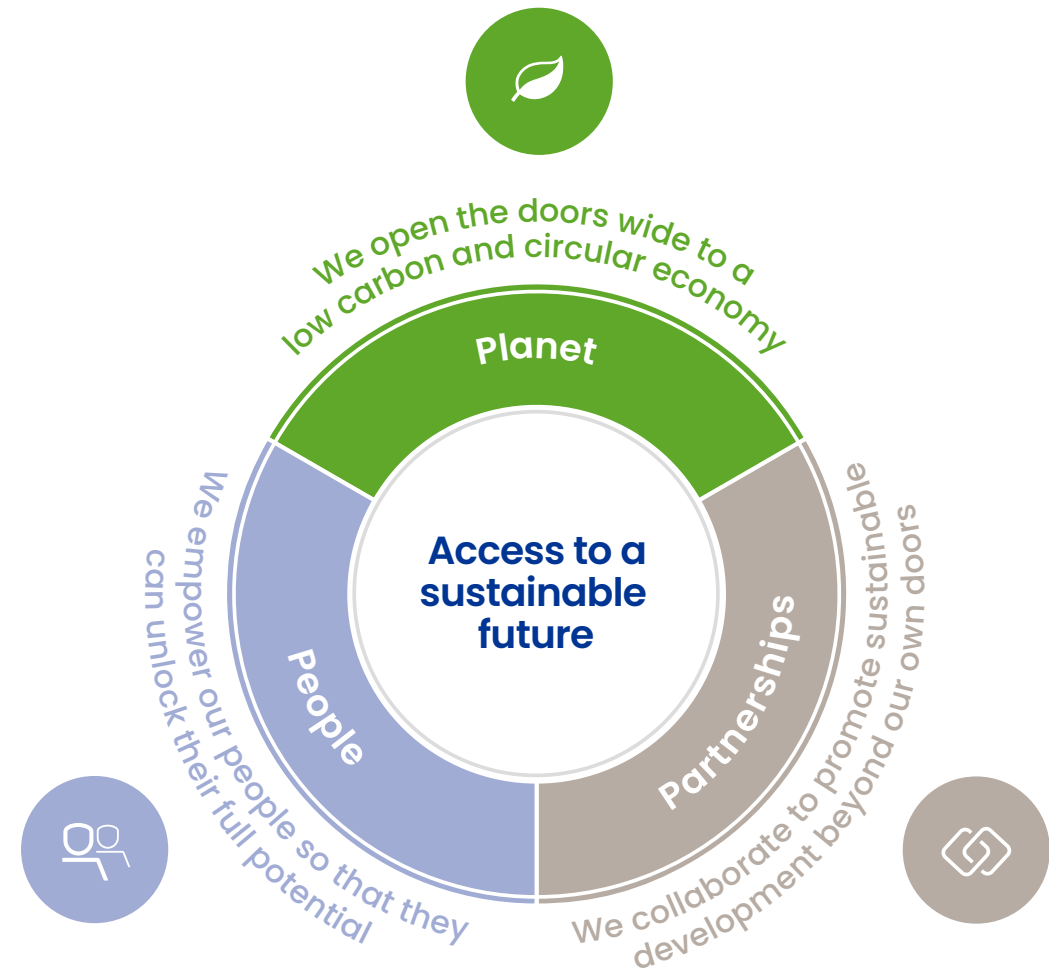 We open the doors wide to a
low carbon and circular economy
Planet
Access to a
sustainable
future
People
We empower our people so that they
can unlock their full potential
Partnerships
We collaborate to promote sustainable
development beyond our own doors